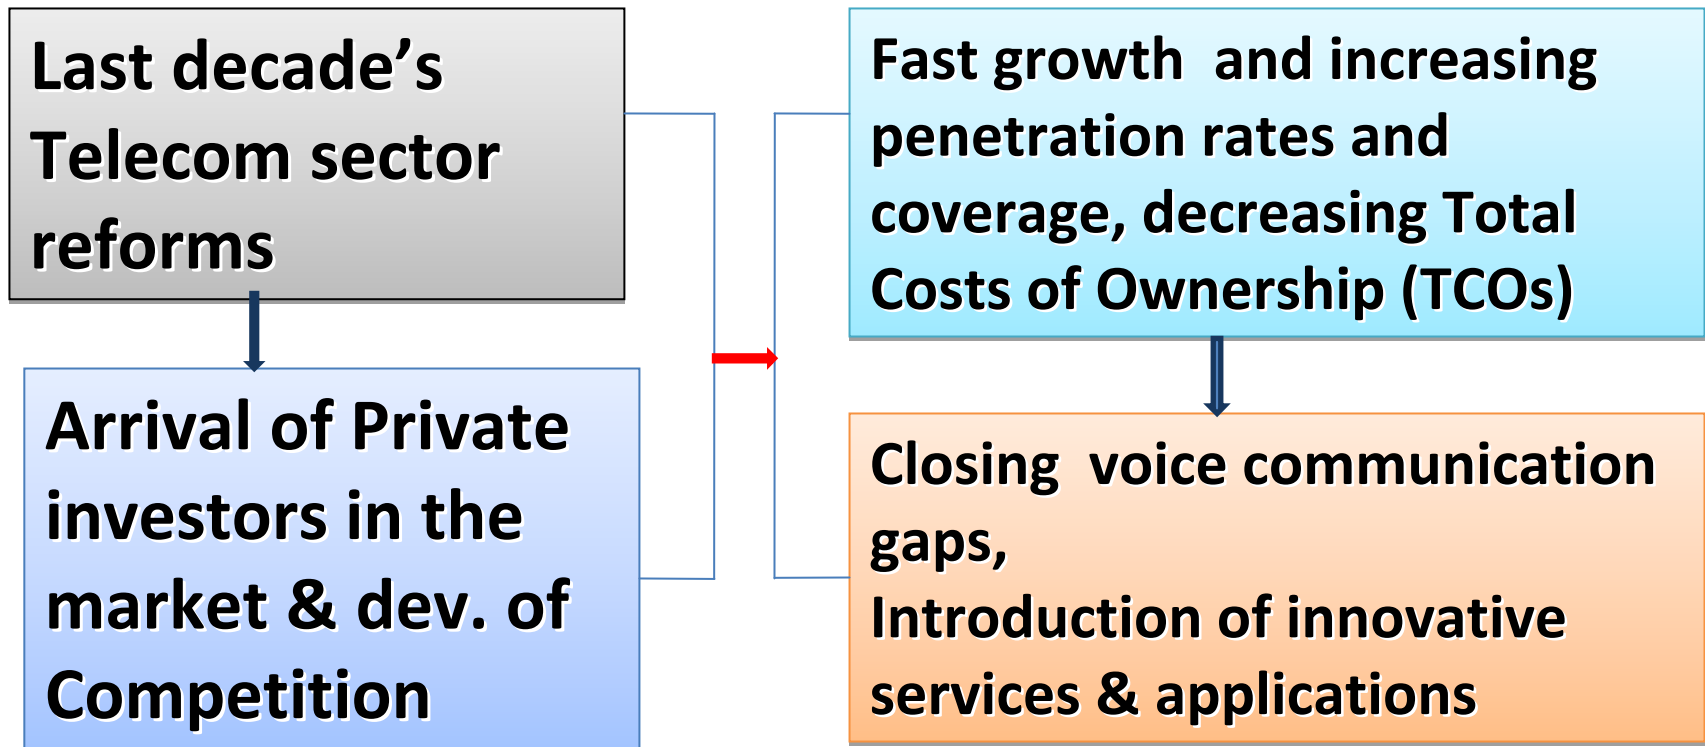 Last decade’s
Telecom sector
reforms
Arrival of Private
investors in the
market & dev. of
Competition
Fast growth  and increasing
penetration rates and
coverage, decreasing Total
Costs of Ownership (TCOs)
Closing  voice communication
gaps,
Introduction of innovative
services & applications